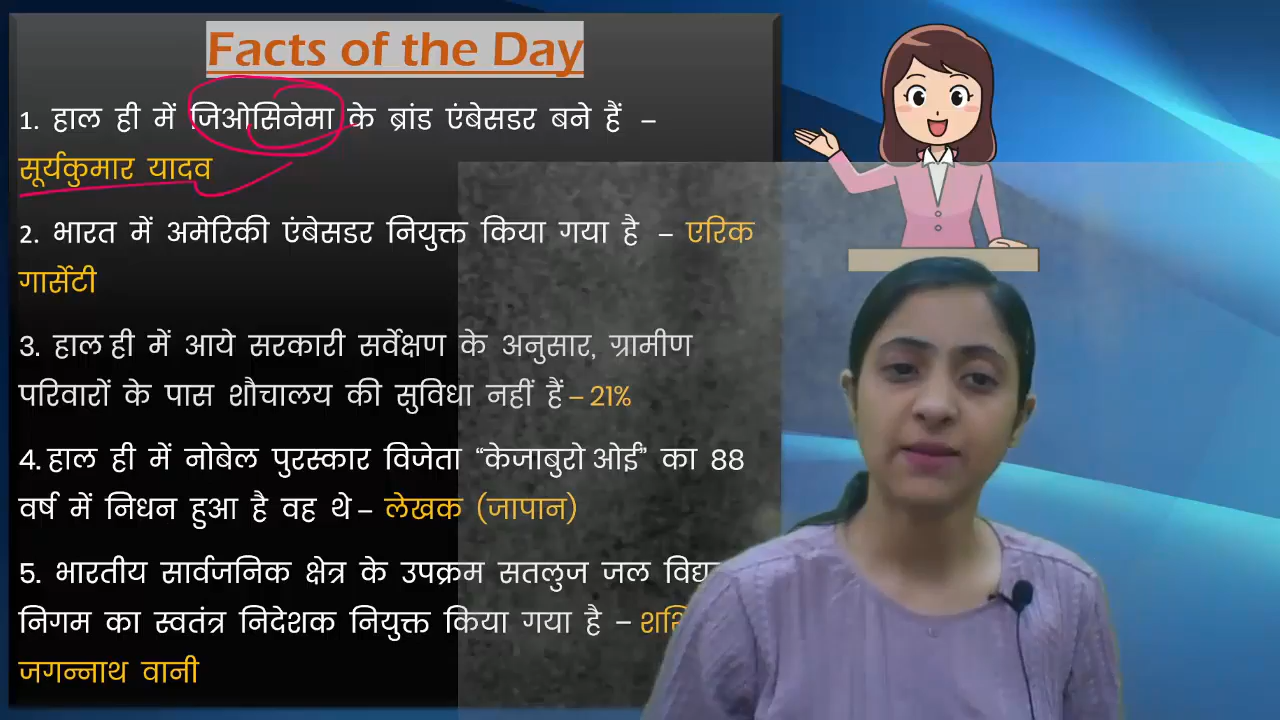 Facts of the Day
1. हाल ही में जिओसिनेमा के ब्रांड एंबेसडर बने हैं –
सूर्यकुमार यादव
2. भारत में अमेरिकी एंबेसडर नियुक्त किया गया है – एरिक
गार्सेटी
3. हाल ही में आये सरकारी सर्वेक्षण के अनुसार, ग्रामीण
परिवारों के पास शौचालय की सुविधा नहीं हैं – 21%
4. हाल ही में नोबेल पुरस्कार विजेता “केजाबुरो ओई” का 88
वर्ष में निधन हुआ है वह थे – लेखक (जापान)
5. भारतीय सार्वजनिक क्षेत्र के उपक्रम सतलुज जल
निगम का स्वतंत्र निदेशक नियुक्त किया गया है –
जगन्नाथ वानी